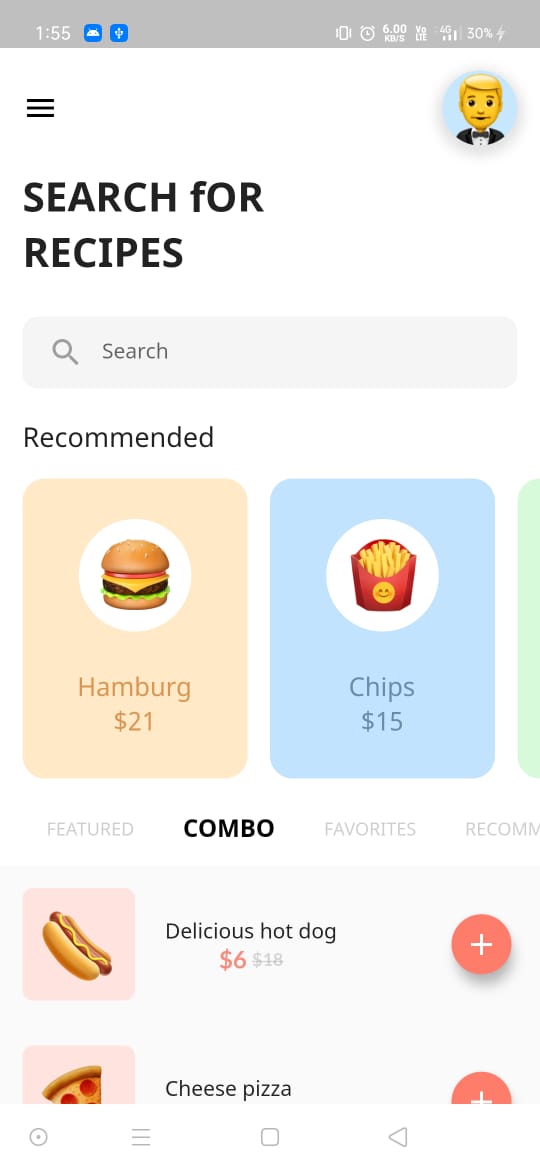 1:55 6.00 KB/S Vo LTE 4G 30%
SEARCH fOR
RECIPES
Search
Recommended
Hamburg
$21
Chips
$15
FEATURED COMBO FAVORITES RECOMM
Delicious hot dog
$6 $18
Cheese pizza